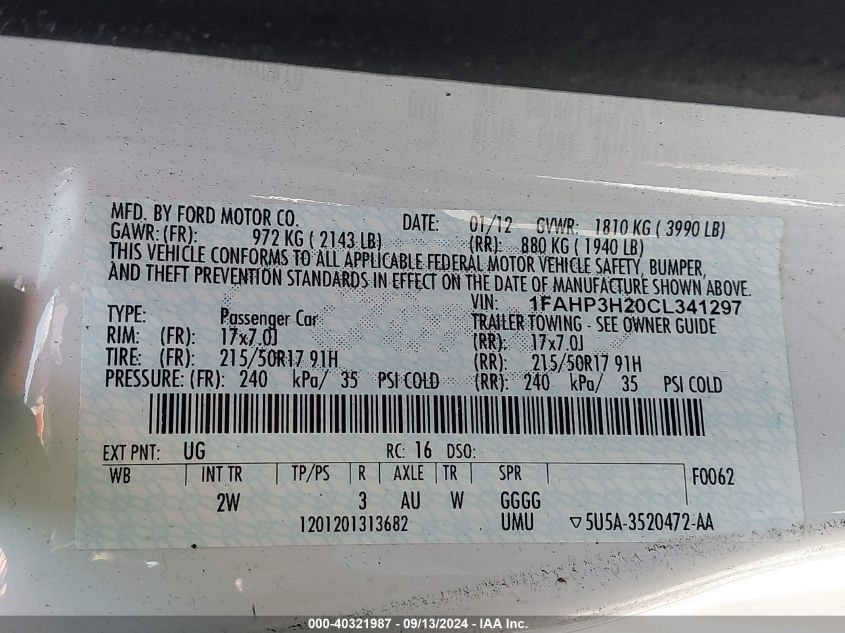 MFD. BY FORD MOTOR CO. DATE: 01/12 GVWR: 1810 KG ( 3990 LB)
GAWR: (FR): 972 KG ( 2143 LB) (RR): 880 KG ( 1940 LB)
THIS VEHICLE CONFORMS TO ALL APPLICABLE FEDERAL MOTOR VEHICLE SAFETY, BUMPER,
AND THEFT PREVENTION STANDARDS IN EFFECT ON THE DATE OF MANUFACTURE SHOWN ABOVE.
VIN: 1FAHP3H20CL341297
TYPE: Passenger Car TRAILER TOWING - SEE OWNER GUIDE
RIM: (FR): 17x7.0J (RR): 17x7.0J
TIRE: (FR): 215/50R17 91H (RR): 215/50R17 91H
PRESSURE: (FR): 240 kPa/ 35 PSI COLD (RR): 240 kPa/ 35 PSI COLD
EXT PNT: UG RC: 16 DSO:
WB INT TR TP/PS R AXLE TR SPR F0062
2W 3 AU W GGGG
1201201313682 UMU ▽5U5A-3520472-AA
000-40321987 - 09/13/2024 - IAA Inc.